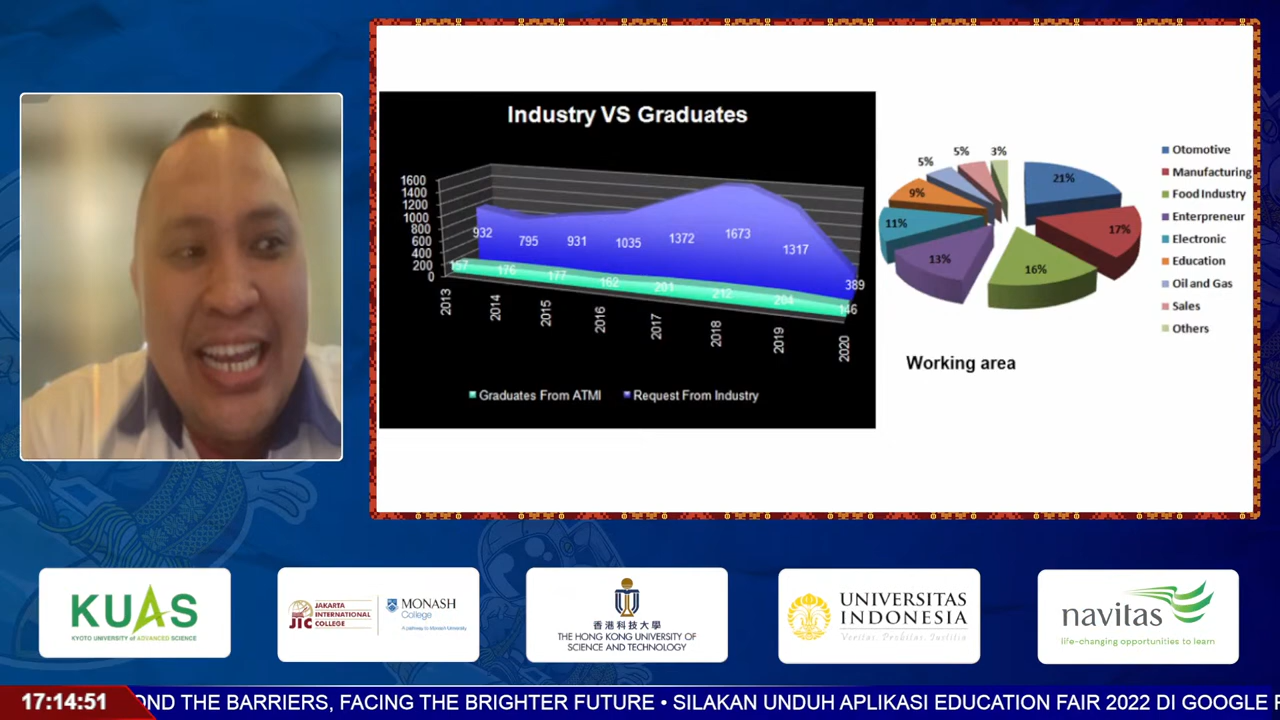 Industry VS Graduates
1600
1400
1200
1000
800
600
400
200
0
932
795
931
1035
1372
1673
1317
389
157
176
177
162
201
212
204
146
2013
2014
2015
2016
2017
2018
2019
2020
Graduates From ATMI
Request From Industry
21%
17%
16%
13%
11%
9%
5%
5%
3%
Otomotive
Manufacturing
Food Industry
Enterpreneur
Electronic
Education
Oil and Gas
Sales
Others
Working area
KUAS
KYOTO UNIVERSITY of ADVANCED SCIENCE
JIC
JAKARTA
INTERNATIONAL
COLLEGE
MONASH
College
A pathway to Monash University
香港科技大學
THE HONG KONG UNIVERSITY OF
SCIENCE AND TECHNOLOGY
UNIVERSITAS
INDONESIA
Veritas, Probitas, Iustitia
navitas
life-changing opportunities to learn
17:14:51
OND THE BARRIERS, FACING THE BRIGHTER FUTURE • SILAKAN UNDUH APLIKASI EDUCATION FAIR 2022 DI GOOGLE